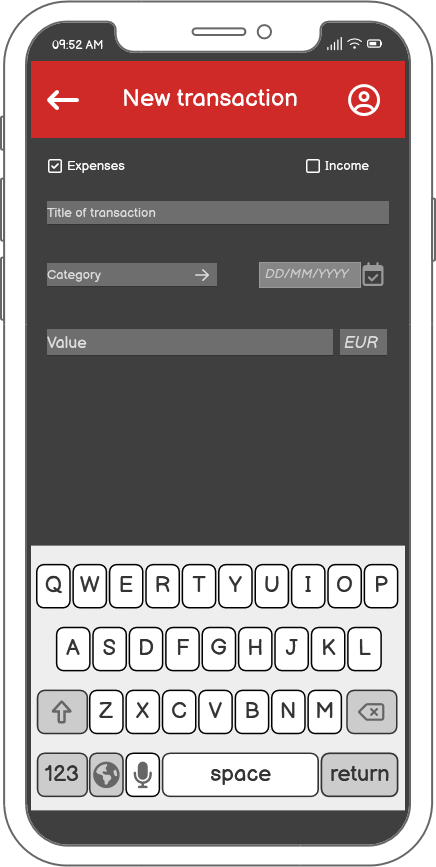 09:52 AM
New transaction
Expenses Income
Title of transaction
Category DD/MM/YYYY
Value EUR
Q W E R T Y U I O P
A S D F G H J K L
Z X C V B N M
123 space return